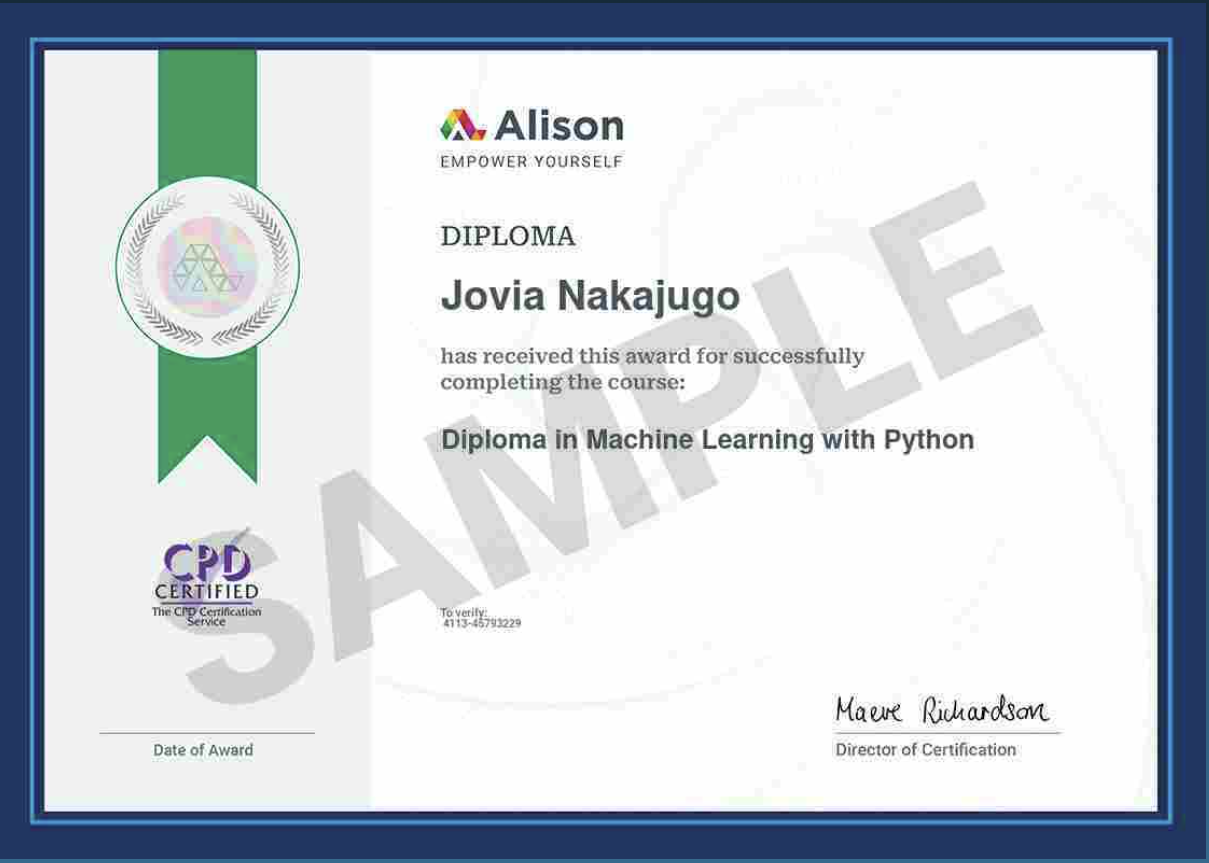 Alison
EMPOWER YOURSELF
DIPLOMA
Jovia Nakajugo
has received this award for successfully
completing the course:
Diploma in Machine Learning with Python
SAMPLE
CPD
CERTIFIED
The CPD Certification
Service
To verify:
4113-45793229
Maeve Richardson
Date of Award
Director of Certification